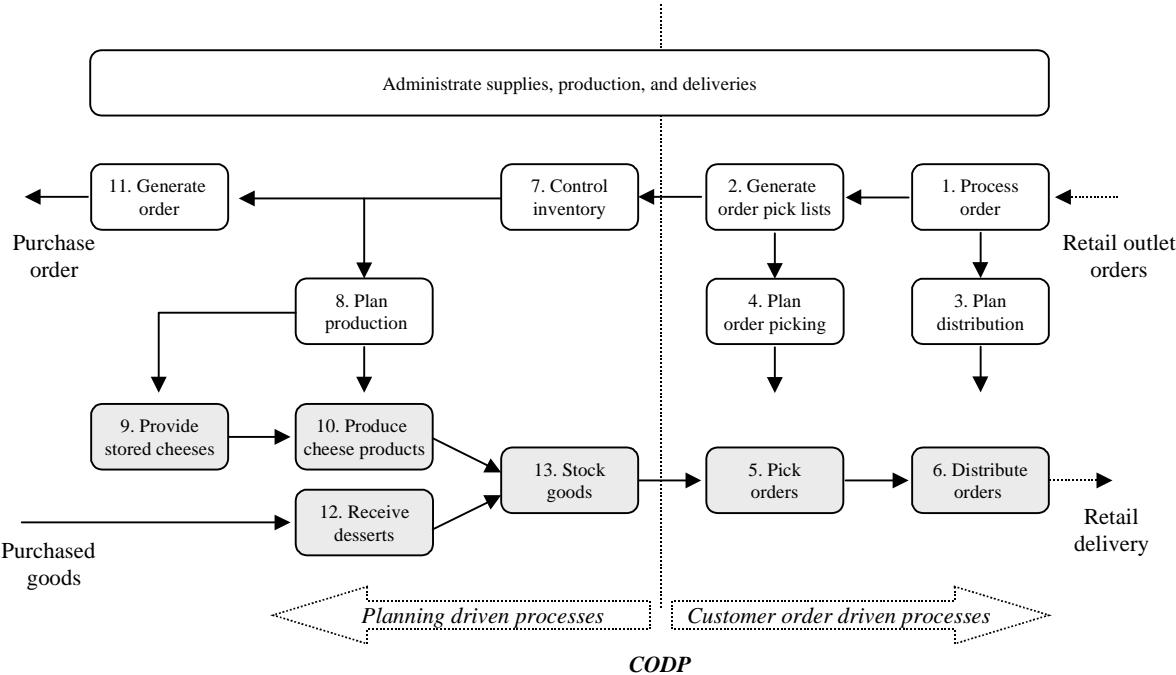 Administrate supplies, production, and deliveries
11. Generate
order
7. Control
inventory
2. Generate
order pick lists
1. Process
order
Purchase
order
Retail outlet
orders
8. Plan
production
4. Plan
order picking
3. Plan
distribution
9. Provide
stored cheeses
10. Produce
cheese products
13. Stock
goods
5. Pick
orders
6. Distribute
orders
12. Receive
desserts
Purchased
goods
Retail
delivery
Planning driven processes
Customer order driven processes
CODP